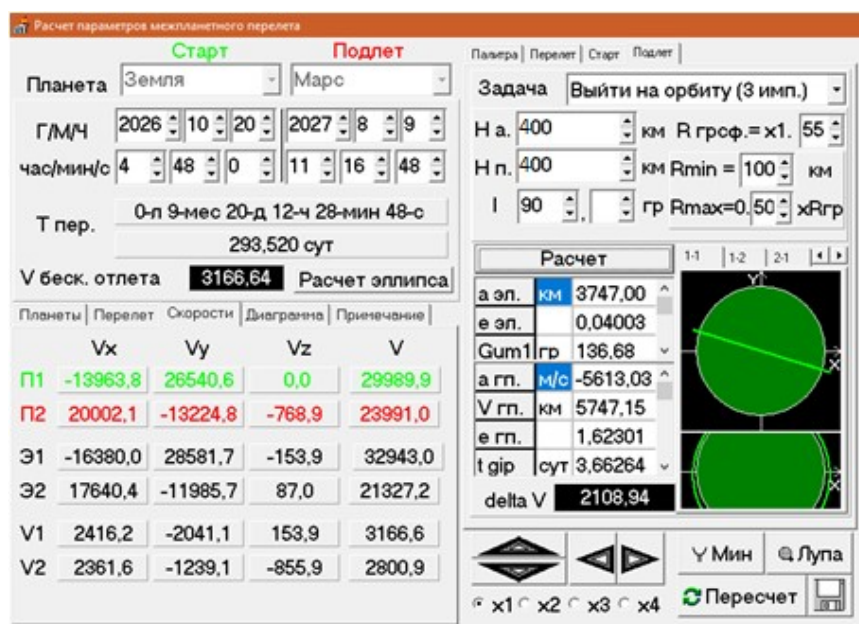 Расчет параметров межпланетного перелета
Старт Подлет
Планета Земля Марс
Г/М/Ч 2026 10 20 2027 8 9
час/мин/с 4 48 0 11 16 48
Т пер. 0-л 9-мес 20-д 12-ч 28-мин 48-с
293,520 сут
V беск. отлета 3166,64 Расчет эллипса
Планеты Перелет Скорости Диаграмма Примечание
Vx Vy Vz V
П1 -13963,8 26540,6 0,0 29989,9
П2 20002,1 -13224,8 -768,9 23991,0
Э1 -16380,0 28581,7 -153,9 32943,0
Э2 17640,4 -11985,7 87,0 21327,2
V1 2416,2 -2041,1 153,9 3166,6
V2 2361,6 -1239,1 -855,9 2800,9
Палитра Перелет Старт Подлет
Задача Выйти на орбиту (3 имп.)
Н а. 400 км R гросф.= x1. 55
Н п. 400 км Rmin = 100 км
I 90 , гр Rmax=0. 50 xRгр
Расчет
а эл. км 3747,00
е эл. 0,04003
Gum1 гр 136,68
а гп. м/с -5613,03
V гп. км 5747,15
е гп. 1,62301
t gip сут 3,66264
delta V 2108,94
1-1 1-2 2-1
Y
X
X
Мин Лупа
Пересчет
x1 x2 x3 x4